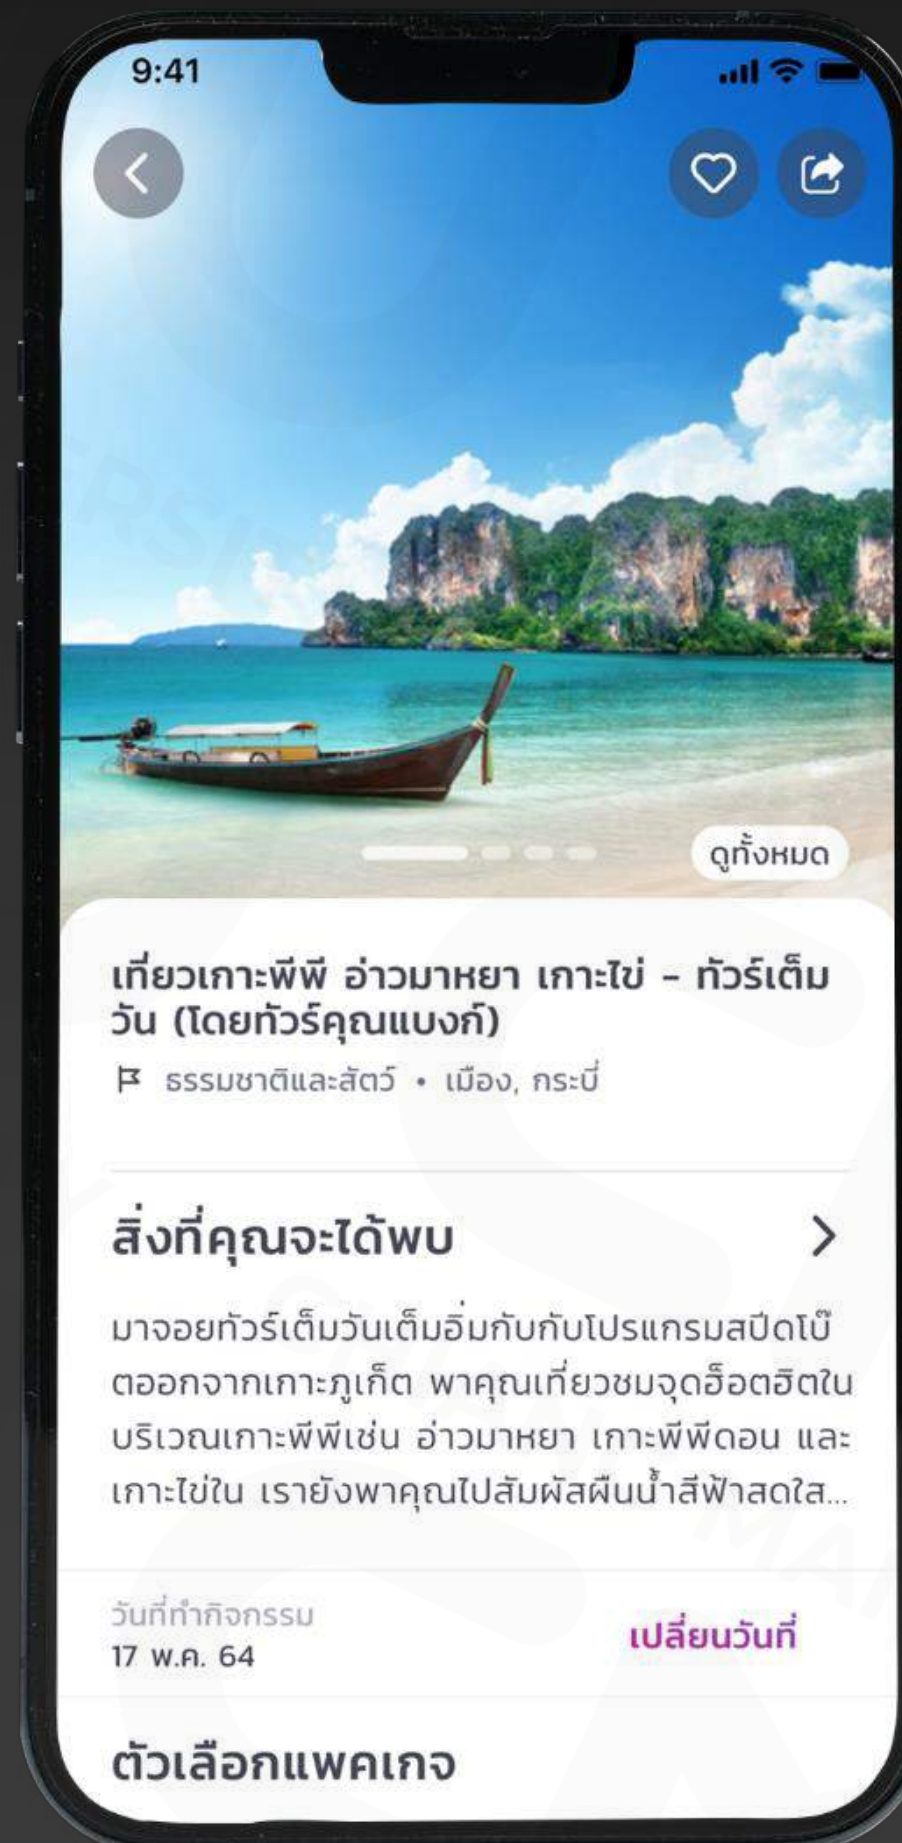 9:41
ดูทั้งหมด
เที่ยวเกาะพีพี อ่าวมาหยา เกาะไข่ – ทัวร์เต็ม
วัน (โดยทัวร์คุณแบงก์)
ธรรมชาติและสัตว์ • เมือง, กระบี่
สิ่งที่คุณจะได้พบ
มาจอยทัวร์เต็มวันเต็มอิ่มกับกับโปรแกรมสปีดโบ๊
ตออกจากเกาะภูเก็ต พาคุณเที่ยวชมจุดฮ็อตฮิตใน
บริเวณเกาะพีพีเช่น อ่าวมาหยา เกาะพีพีดอน และ
เกาะไข่ใน เรายังพาคุณไปสัมผัสผืนน้ำสีฟ้าสดใส...
วันที่ทำกิจกรรม
17 พ.ค. 64
เปลี่ยนวันที่
ตัวเลือกแพคเกจ